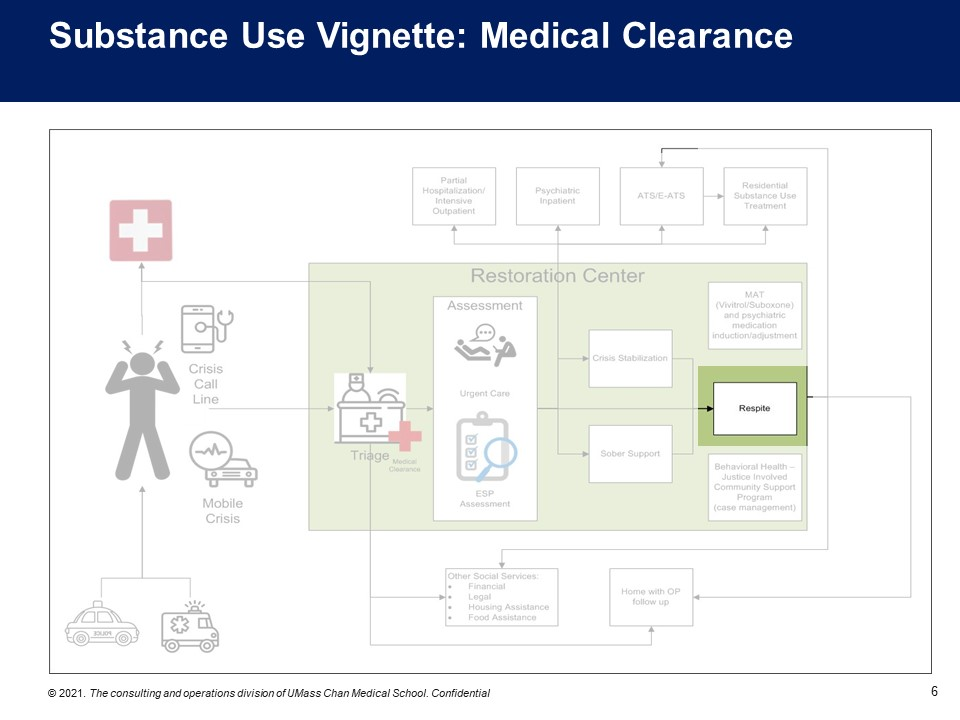 Substance Use Vignette: Medical Clearance
Partial
Hospitalization/
Intensive
Outpatient
Psychiatric
Inpatient
ATS/E-ATS
Residential
Substance Use
Treatment
Restoration Center
Assessment
MAT
(Vivitrol/Suboxone)
and psychiatric
medication
induction/adjustment
Crisis
Call
Line
Crisis Stabilization
Urgent Care
Respite
Triage
Medical
Clearance
Sober Support
Mobile
Crisis
ESP
Assessment
Behavioral Health –
Justice Involved
Community Support
Program
(case management)
Other Social Services:
• Financial
• Legal
• Housing Assistance
• Food Assistance
Home with OP
follow up
POLICE
© 2021. The consulting and operations division of UMass Chan Medical School. Confidential
6